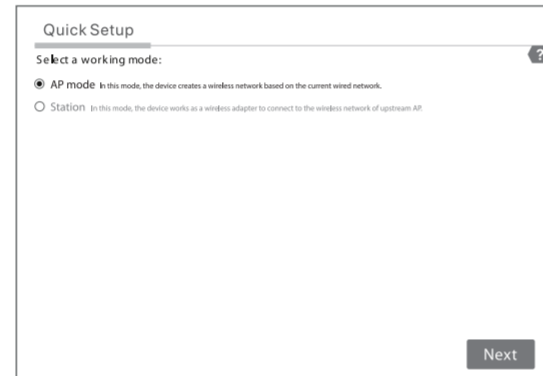 Quick Setup
?
Select a working mode:
AP mode In this mode, the device creates a wireless network based on the current wired network.
Station In this mode, the device works as a wireless adapter to connect to the wireless network of upstream AP.
Next